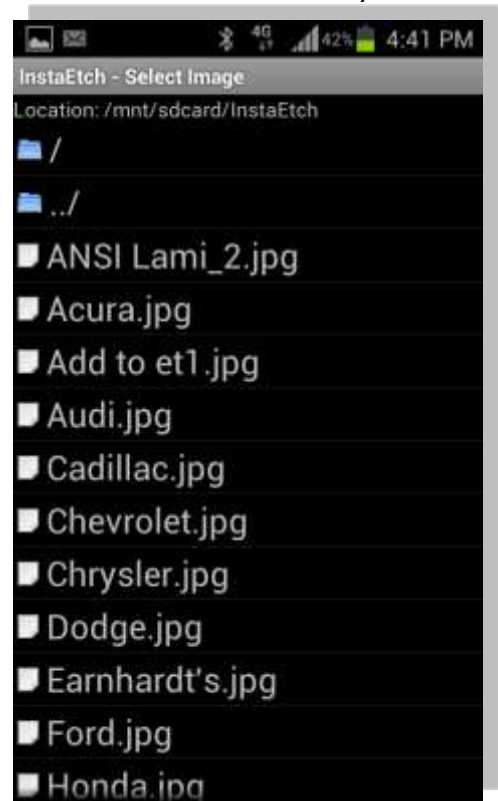 4G 42% 4:41 PM
InstaEtch - Select Image
Location: /mnt/sdcard/InstaEtch
/
../
ANSI Lami_2.jpg
Acura.jpg
Add to et1.jpg
Audi.jpg
Cadillac.jpg
Chevrolet.jpg
Chrysler.jpg
Dodge.jpg
Earnhardt's.jpg
Ford.jpg
Honda.jpg